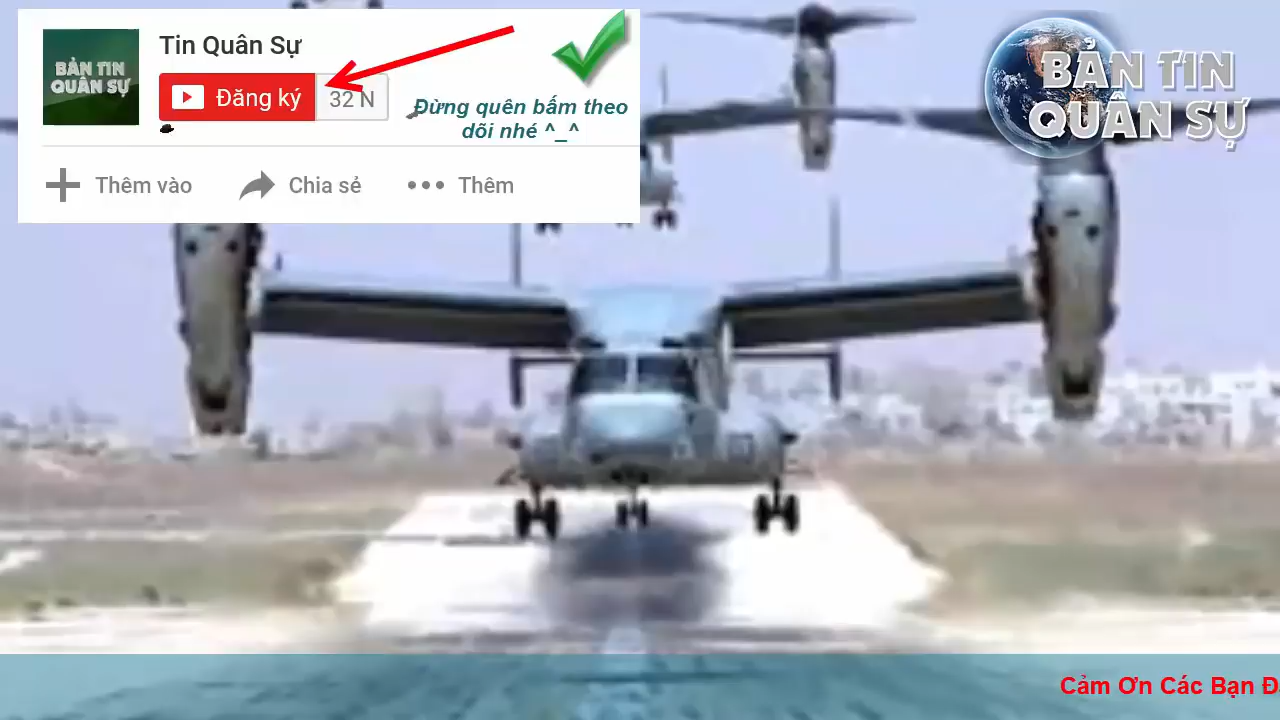 Tin Quân Sự
BẢN TIN
QUÂN SỰ
Đăng ký
32 N
Đừng quên bấm theo
dõi nhé ^_^
Thêm vào
Chia sẻ
Thêm
BẢN TIN
QUÂN SỰ
Cảm Ơn Các Bạn Đ